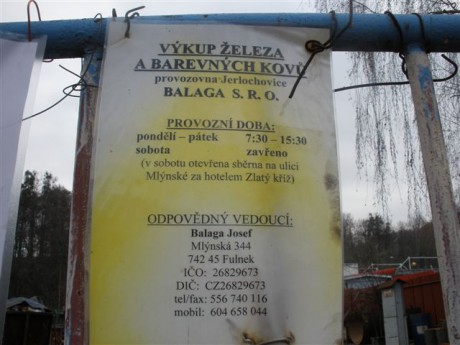 VÝKUP ŽELEZA
A BAREVNÝCH KOVŮ
provozovna Jerlochovice
BALAGA S.R.O.
PROVOZNÍ DOBA:
pondělí – pátek 7:30 - 15:30
sobota zavřeno
(v sobotu otevřena sběrna na ulici
Mlýnské za hotelem Zlatý kříž)
ODPOVĚDNÝ VEDOUCÍ:
Balaga Josef
Mlýnská 344
742 45 Fulnek
IČO: 26829673
DIČ: CZ26829673
tel/fax: 556 740 116
mobil: 604 658 044